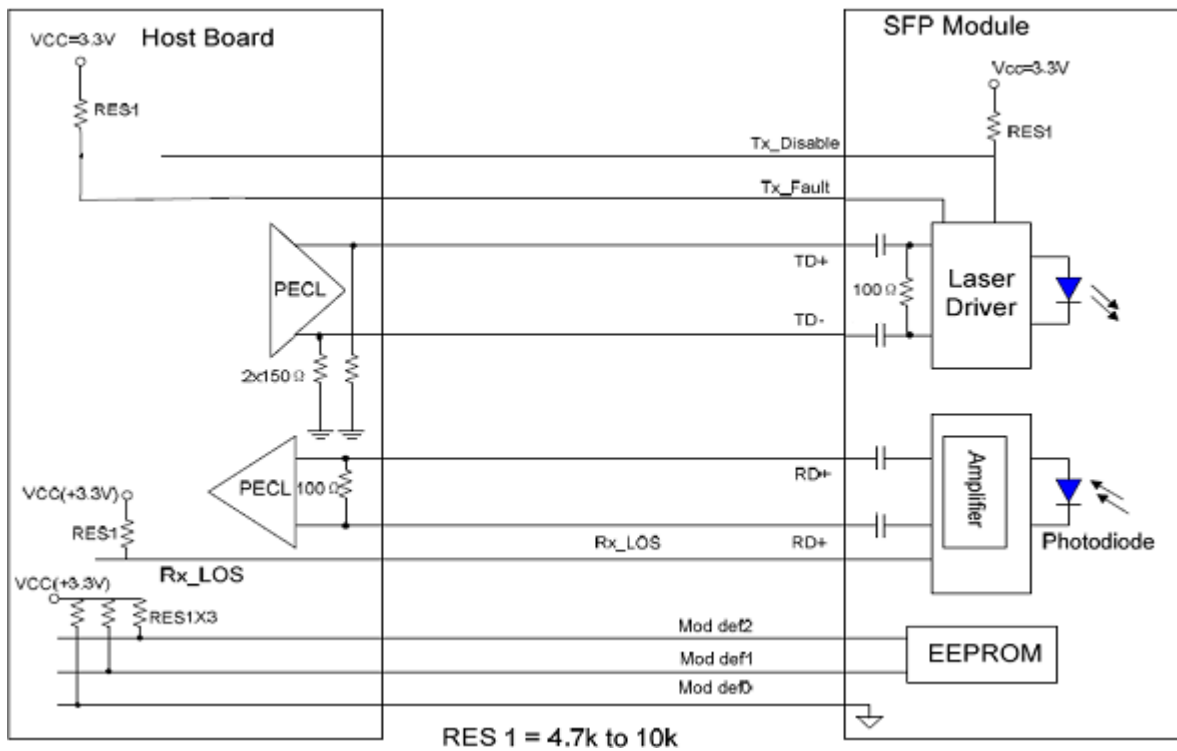 Host Board
SFP Module
VCC=3.3V
Vcc=3.3V
RES1
RES1
Tx_Disable
Tx_Fault
TD+
100 Ω
Laser
Driver
PECL
TD-
2x150 Ω
PECL
100 Ω
RD+
Amplifier
VCC(+3.3V)
RES1
Rx_LOS
RD+
Photodiode
Rx_LOS
VCC(+3.3V)
RES1X3
Mod def2
Mod def1
Mod def0
EEPROM
RES 1 = 4.7k to 10k